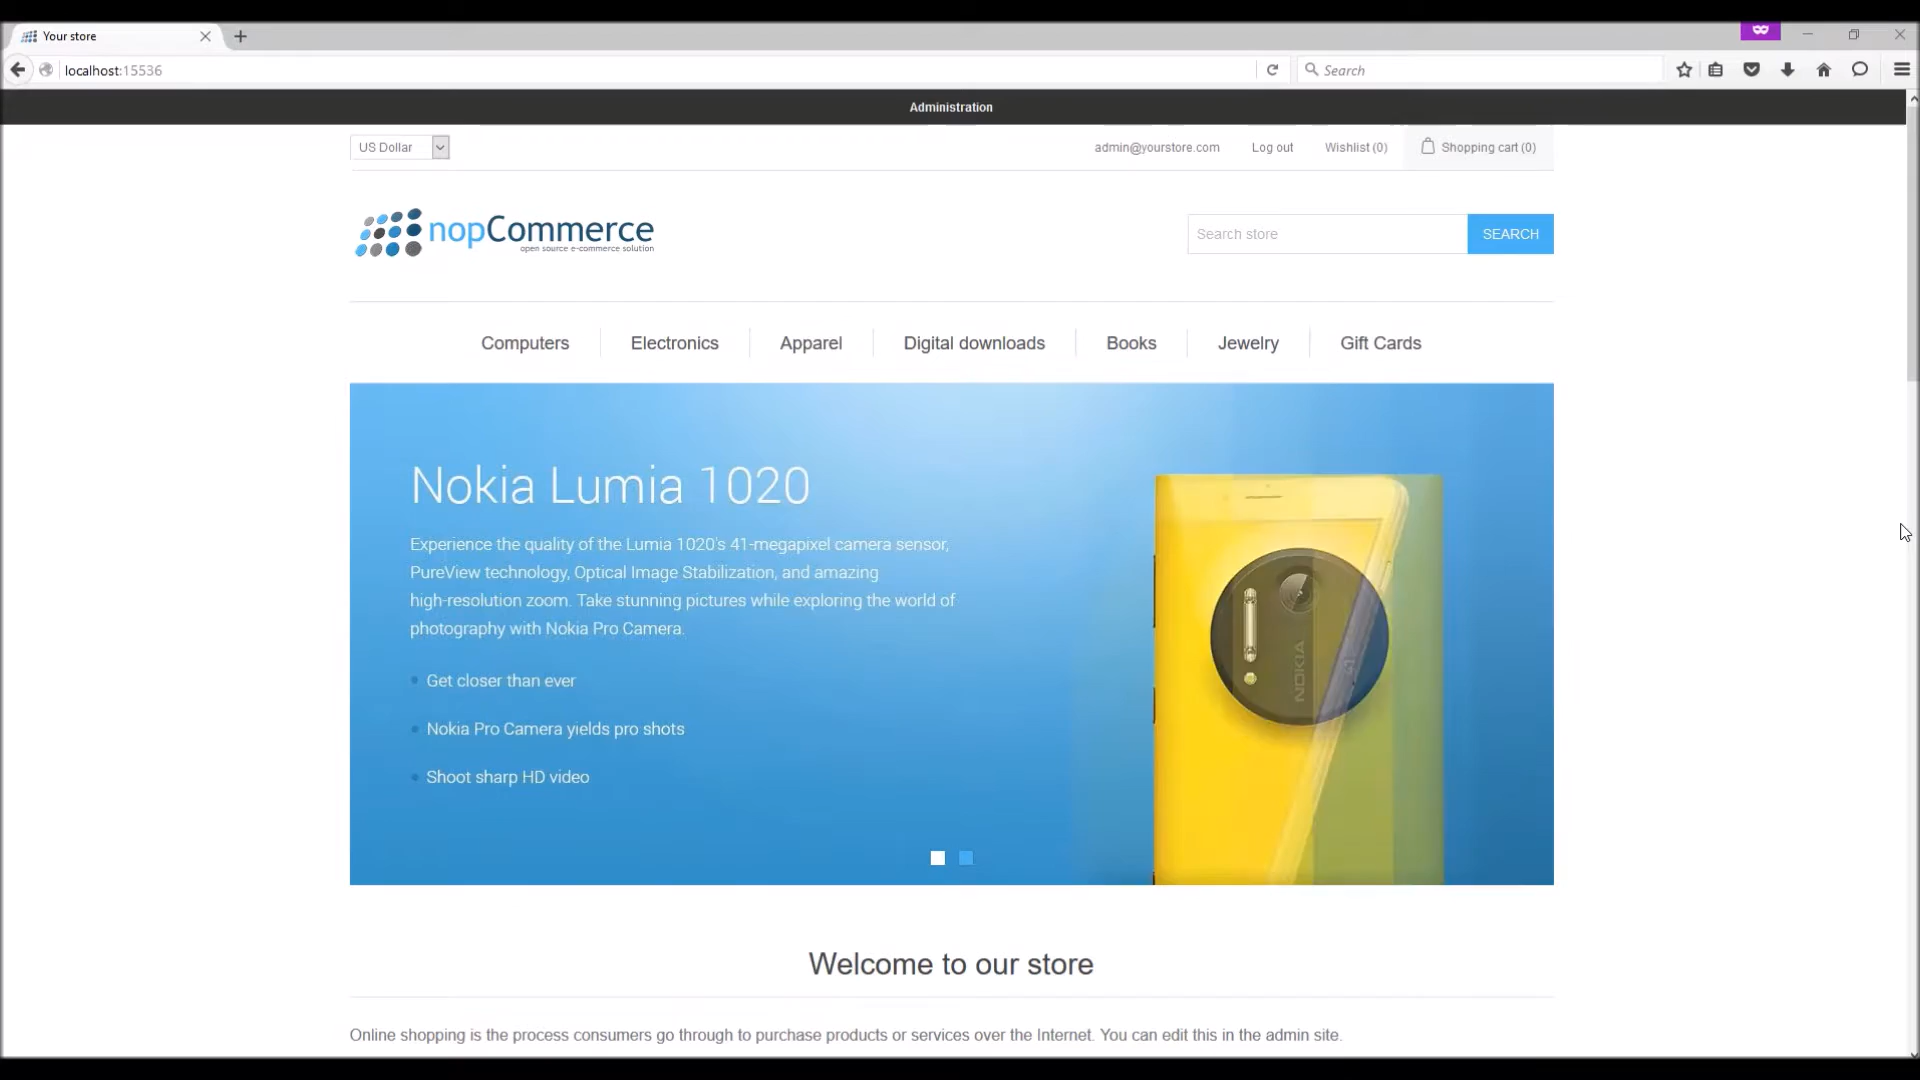 Your store
localhost:15536
Search
Administration
US Dollar
admin@yourstore.com
Log out
Wishlist (0)
Shopping cart (0)
nopCommerce
open source e-commerce solution
Search store
SEARCH
Computers
Electronics
Apparel
Digital downloads
Books
Jewelry
Gift Cards
Nokia Lumia 1020
Experience the quality of the Lumia 1020's 41-megapixel camera sensor,
PureView technology, Optical Image Stabilization, and amazing
high-resolution zoom. Take stunning pictures while exploring the world of
photography with Nokia Pro Camera.
Get closer than ever
Nokia Pro Camera yields pro shots
Shoot sharp HD video
NOKIA
Welcome to our store
Online shopping is the process consumers go through to purchase products or services over the Internet. You can edit this in the admin site.